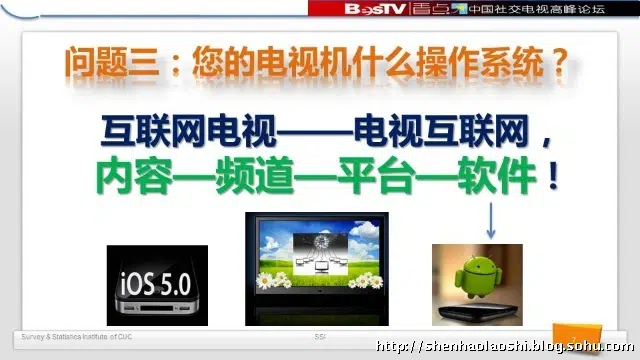 BesTV 百点 中国社交电视高峰论坛
问题三：您的电视机什么操作系统？
互联网电视——电视互联网，
内容—频道—平台—软件！
iOS 5.0
Survey & Statistics Institute of CUC
SSI
http://shenhaolaoshi.blog.sohu.com